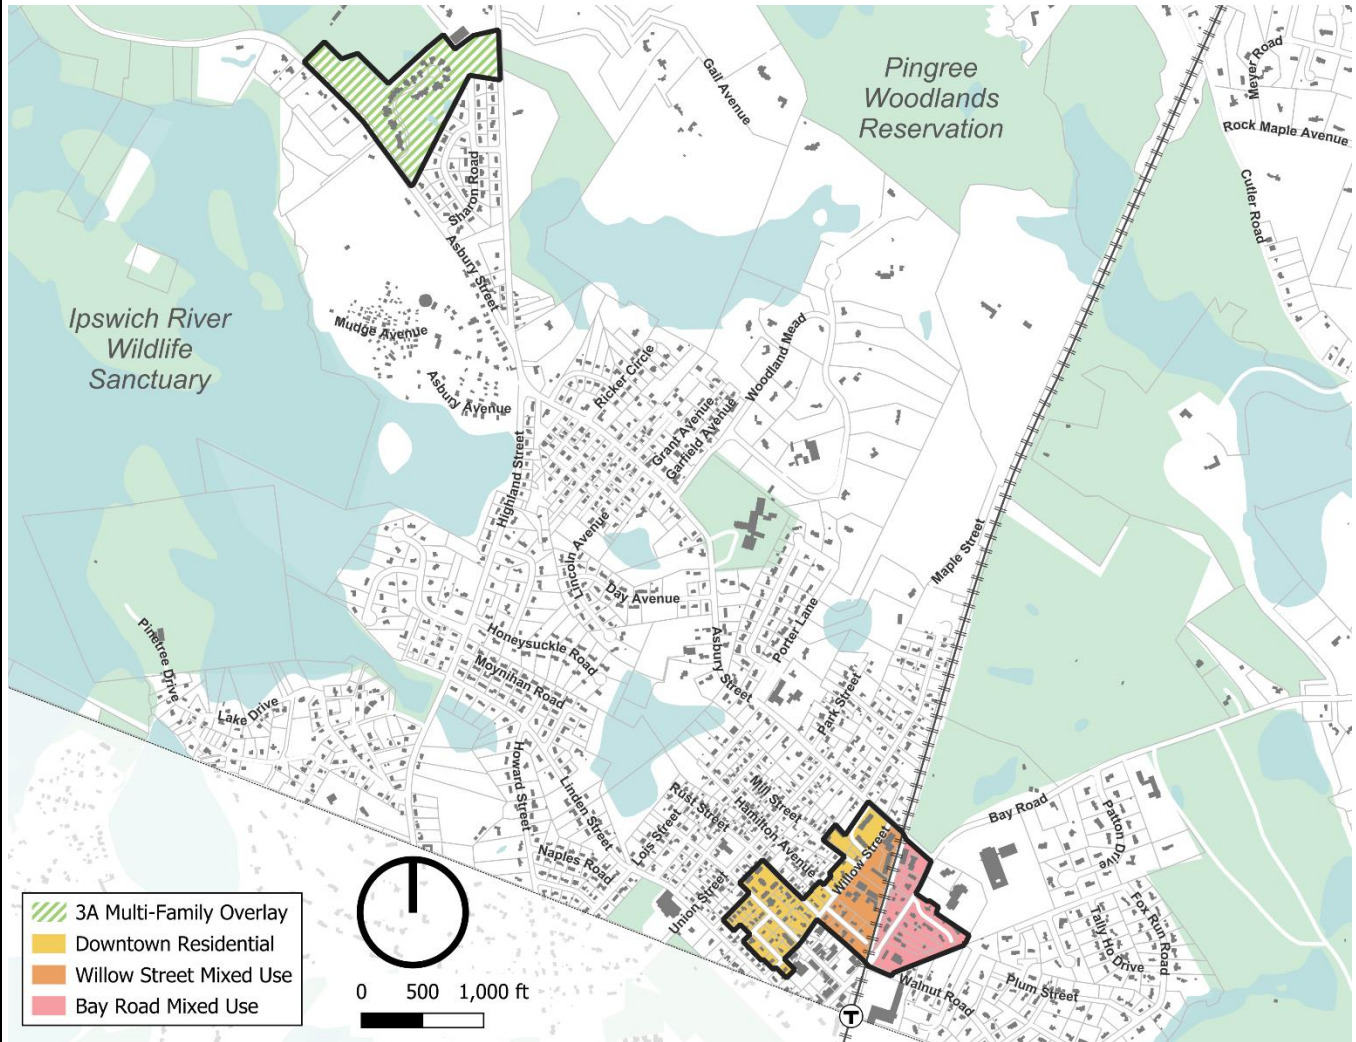 Pingree
Woodlands
Reservation
Gail Avenue
Meyer Road
Rock Maple Avenue
Cutler Road
Sharon Road
Asbury Street
Ipswich River
Wildlife
Sanctuary
Mudge Avenue
Asbury Avenue
Ricker Circle
Woodland Mead
Grant Avenue
Garfield Avenue
Highland Street
Lincoln Avenue
Day Avenue
Maple Street
Pinetree Drive
Honeysuckle Road
Moynihan Road
Asbury Street
Porter Lane
Park Street
Lake Drive
Howard Street
Linden Street
Rust Street
Mill Street
Hamilton Avenue
Lois Street
Naples Road
Union Street
Willow Street
Bay Road
Patton Drive
Fox Run Road
Tally Ho Drive
Plum Street
Walnut Road
T
3A Multi-Family Overlay
Downtown Residential
Willow Street Mixed Use
Bay Road Mixed Use
0 500 1,000 ft